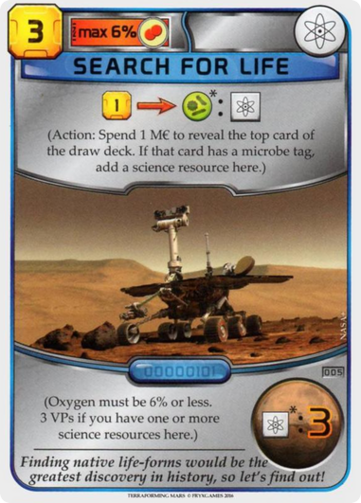 3
max 6%
SEARCH FOR LIFE
1 * :
(Action: Spend 1 M€ to reveal the top card of
the draw deck. If that card has a microbe tag,
add a science resource here.)
NASA
00000101
005
(Oxygen must be 6% or less.
3 VPs if you have one or more
science resources here.)
* : 3
Finding native life-forms would be the
greatest discovery in history, so let's find out!
TERRAFORMING MARS © FRYXGAMES 2016